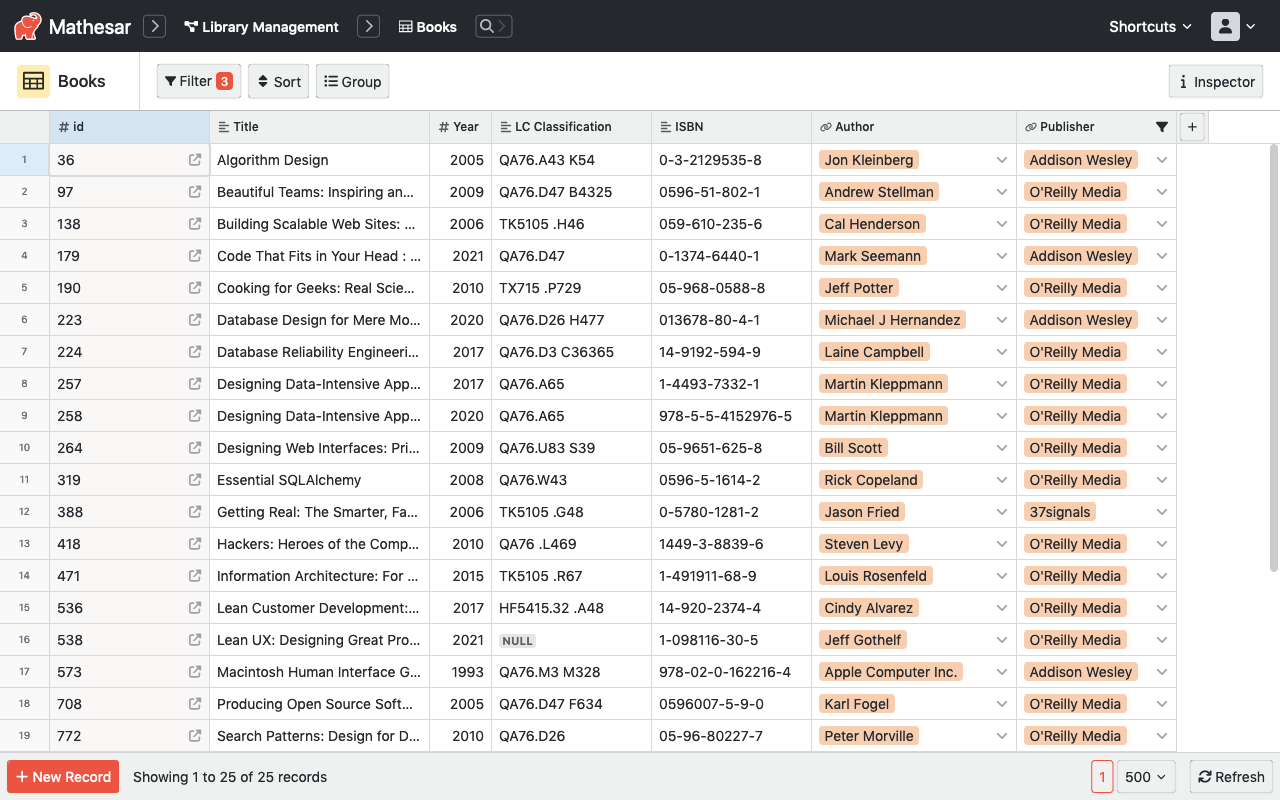 Mathesar Library Management Books Shortcuts
Books Filter 3 Sort Group Inspector
# id Title # Year LC Classification ISBN Author Publisher +
1 36 Algorithm Design 2005 QA76.A43 K54 0-3-2129535-8 Jon Kleinberg Addison Wesley
2 97 Beautiful Teams: Inspiring an... 2009 QA76.D47 B4325 0596-51-802-1 Andrew Stellman O'Reilly Media
3 138 Building Scalable Web Sites: ... 2006 TK5105 .H46 059-610-235-6 Cal Henderson O'Reilly Media
4 179 Code That Fits in Your Head : ... 2021 QA76.D47 0-1374-6440-1 Mark Seemann Addison Wesley
5 190 Cooking for Geeks: Real Scie... 2010 TX715 .P729 05-968-0588-8 Jeff Potter O'Reilly Media
6 223 Database Design for Mere Mo... 2020 QA76.D26 H477 013678-80-4-1 Michael J Hernandez Addison Wesley
7 224 Database Reliability Engineeri... 2017 QA76.D3 C36365 14-9192-594-9 Laine Campbell O'Reilly Media
8 257 Designing Data-Intensive App... 2017 QA76.A65 1-4493-7332-1 Martin Kleppmann O'Reilly Media
9 258 Designing Data-Intensive App... 2020 QA76.A65 978-5-5-4152976-5 Martin Kleppmann O'Reilly Media
10 264 Designing Web Interfaces: Pri... 2009 QA76.U83 S39 05-9651-625-8 Bill Scott O'Reilly Media
11 319 Essential SQLAlchemy 2008 QA76.W43 0596-5-1614-2 Rick Copeland O'Reilly Media
12 388 Getting Real: The Smarter, Fa... 2006 TK5105 .G48 0-5780-1281-2 Jason Fried 37signals
13 418 Hackers: Heroes of the Comp... 2010 QA76 .L469 1449-3-8839-6 Steven Levy O'Reilly Media
14 471 Information Architecture: For ... 2015 TK5105 .R67 1-491911-68-9 Louis Rosenfeld O'Reilly Media
15 536 Lean Customer Development:... 2017 HF5415.32 .A48 14-920-2374-4 Cindy Alvarez O'Reilly Media
16 538 Lean UX: Designing Great Pro... 2021 NULL 1-098116-30-5 Jeff Gothelf O'Reilly Media
17 573 Macintosh Human Interface G... 1993 QA76.M3 M328 978-02-0-162216-4 Apple Computer Inc. Addison Wesley
18 708 Producing Open Source Soft... 2005 QA76.D47 F634 0596007-5-9-0 Karl Fogel O'Reilly Media
19 772 Search Patterns: Design for D... 2010 QA76.D26 05-96-80227-7 Peter Morville O'Reilly Media
+ New Record Showing 1 to 25 of 25 records 1 500 Refresh